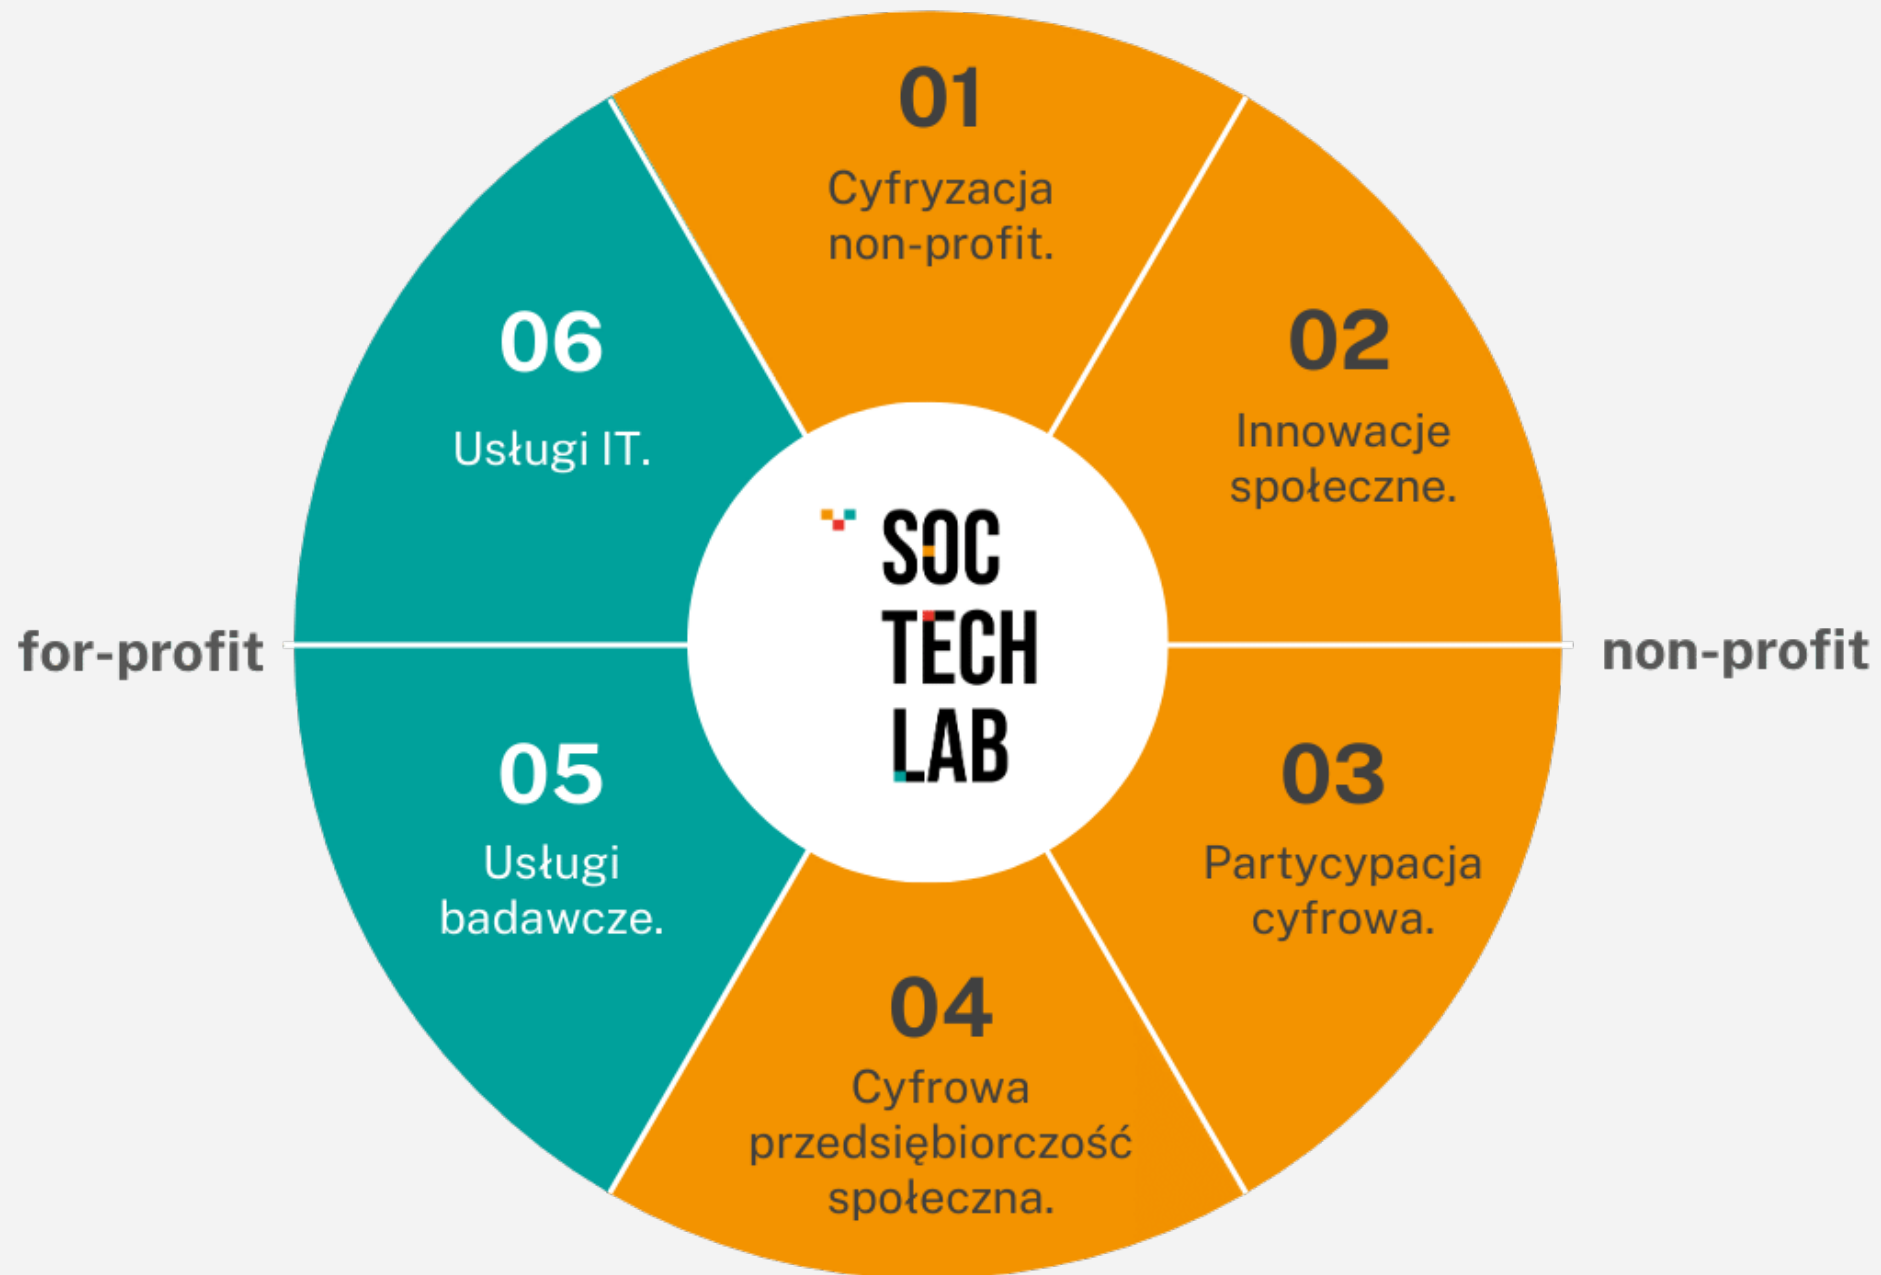 01
Cyfryzacja
non-profit.
02
Innowacje
społeczne.
03
Partycypacja
cyfrowa.
04
Cyfrowa
przedsiębiorczość
społeczna.
05
Usługi
badawcze.
06
Usługi IT.
SOC
TECH
LAB
for-profit
non-profit